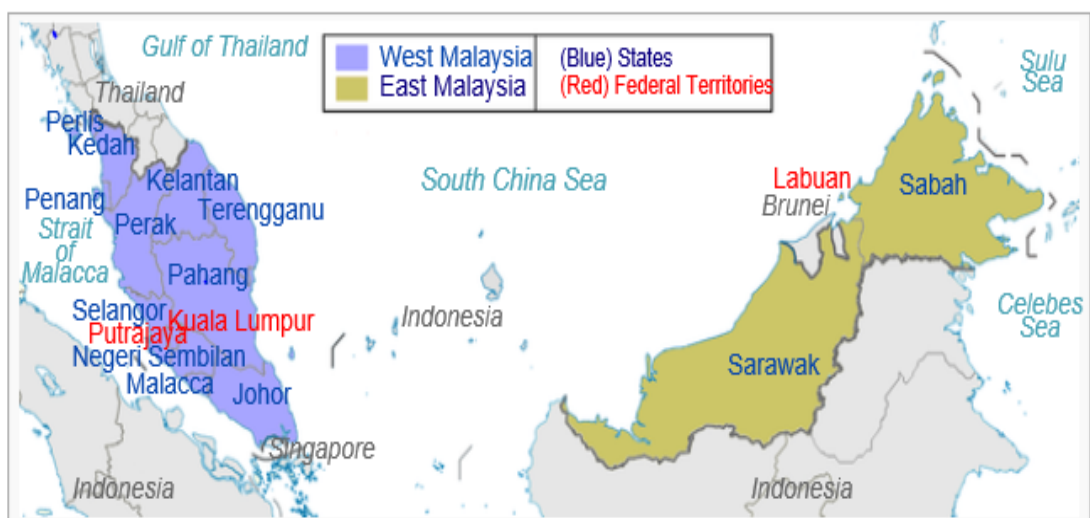 Gulf of Thailand
West Malaysia
East Malaysia
(Blue) States
(Red) Federal Territories
Sulu
Sea
Thailand
Perlis
Kedah
Kelantan
Terengganu
Penang
Perak
Strait
of
Malacca
Pahang
Selangor
Kuala Lumpur
Putrajaya
Negeri Sembilan
Malacca
Johor
Singapore
Indonesia
South China Sea
Indonesia
Labuan
Brunei
Sabah
Celebes
Sea
Sarawak
Indonesia